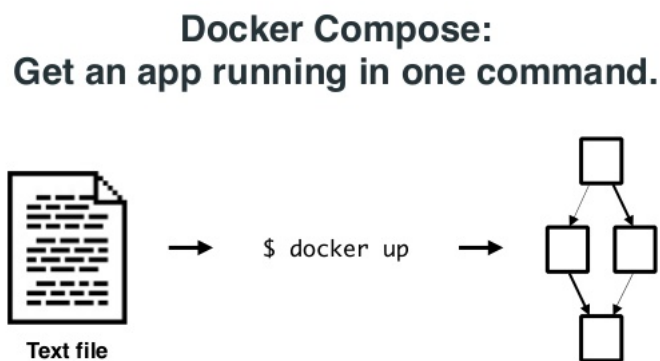 Docker Compose:
Get an app running in one command.
$ docker up
Text file